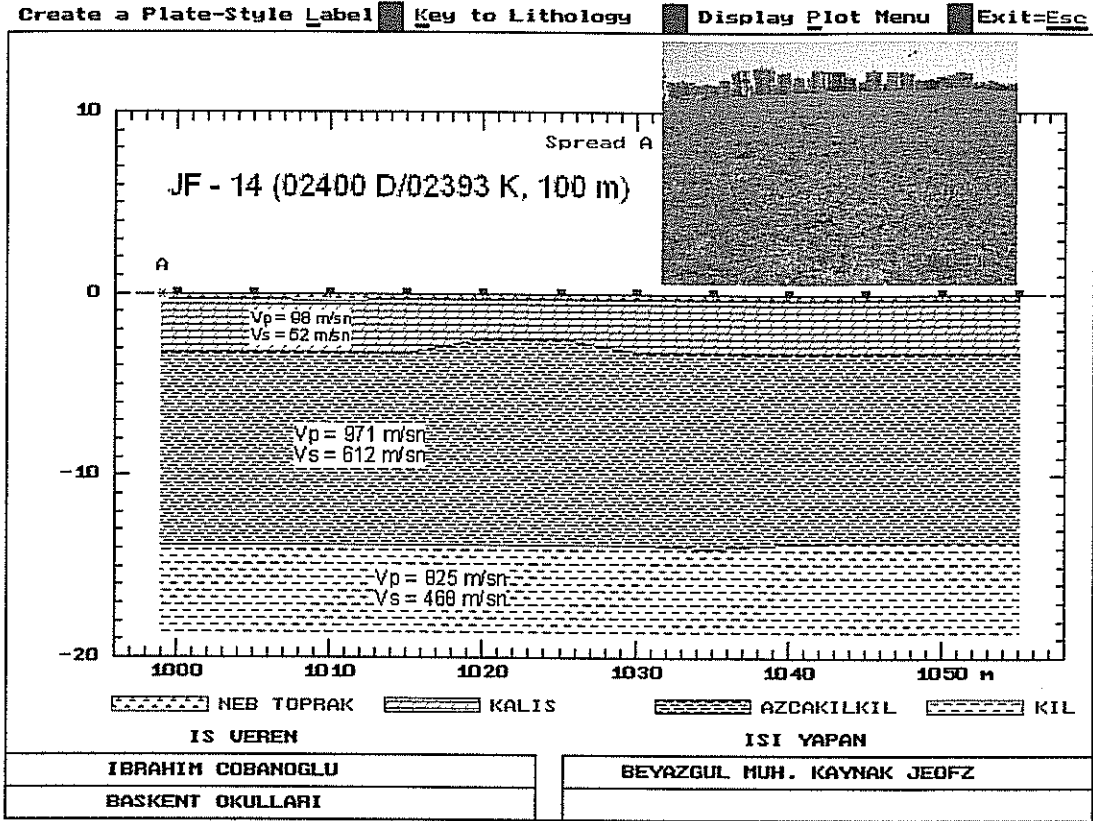 Create a Plate-Style Label Key to Lithology Display Plot Menu Exit=Esc
10
Spread A
JF - 14 (02400 D/02393 K, 100 m)
A
0
Vp = 98 m/sn
Vs = 52 m/sn
Vp = 971 m/sn
Vs = 612 m/sn
-10
Vp = 825 m/sn
Vs = 468 m/sn
-20
1000 1010 1020 1030 1040 1050 m
NEB TOPRAK KALIS AZCAKILKIL KIL
IS VEREN ISI YAPAN
IBRAHIM COBANOGLU BEYAZGUL MUH. KAYNAK JEOFZ
BASKENT OKULLARI